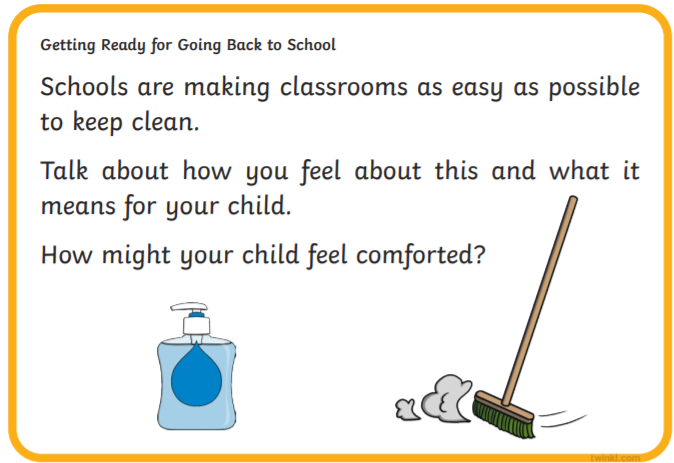 Getting Ready for Going Back to School
Schools are making classrooms as easy as possible
to keep clean.
Talk about how you feel about this and what it
means for your child.
How might your child feel comforted?
twinkl.com